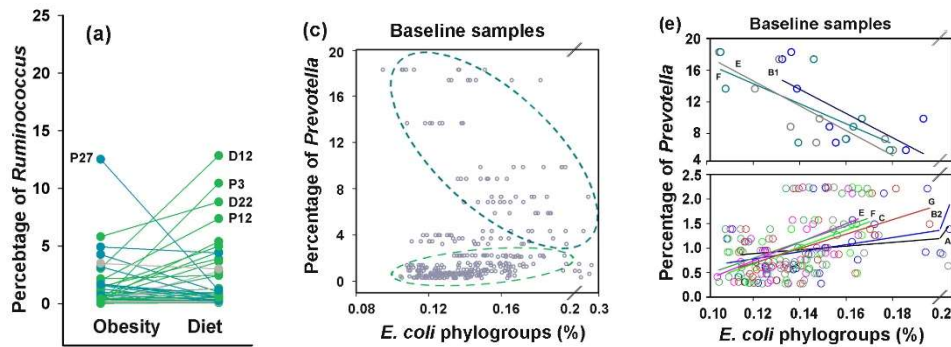 (a)
Percebtage of Ruminococcus
25
20
15
10
5
0
P27
D12
P3
D22
P12
Obesity
Diet
(c)
Baseline samples
Percentage of Prevotella
20
16
12
8
4
0
0.08
0.12
0.16
0.2
0.3
E. coli phylogroups (%)
(e)
Baseline samples
Percentage of Prevotella
20
16
12
8
4
E
F
B1
Percentage of Prevotella
2.5
2.0
1.5
1.0
0.5
0.0
E
F
C
G
B2
0.10
0.12
0.14
0.16
0.18
0.20
E. coli phylogroups (%)